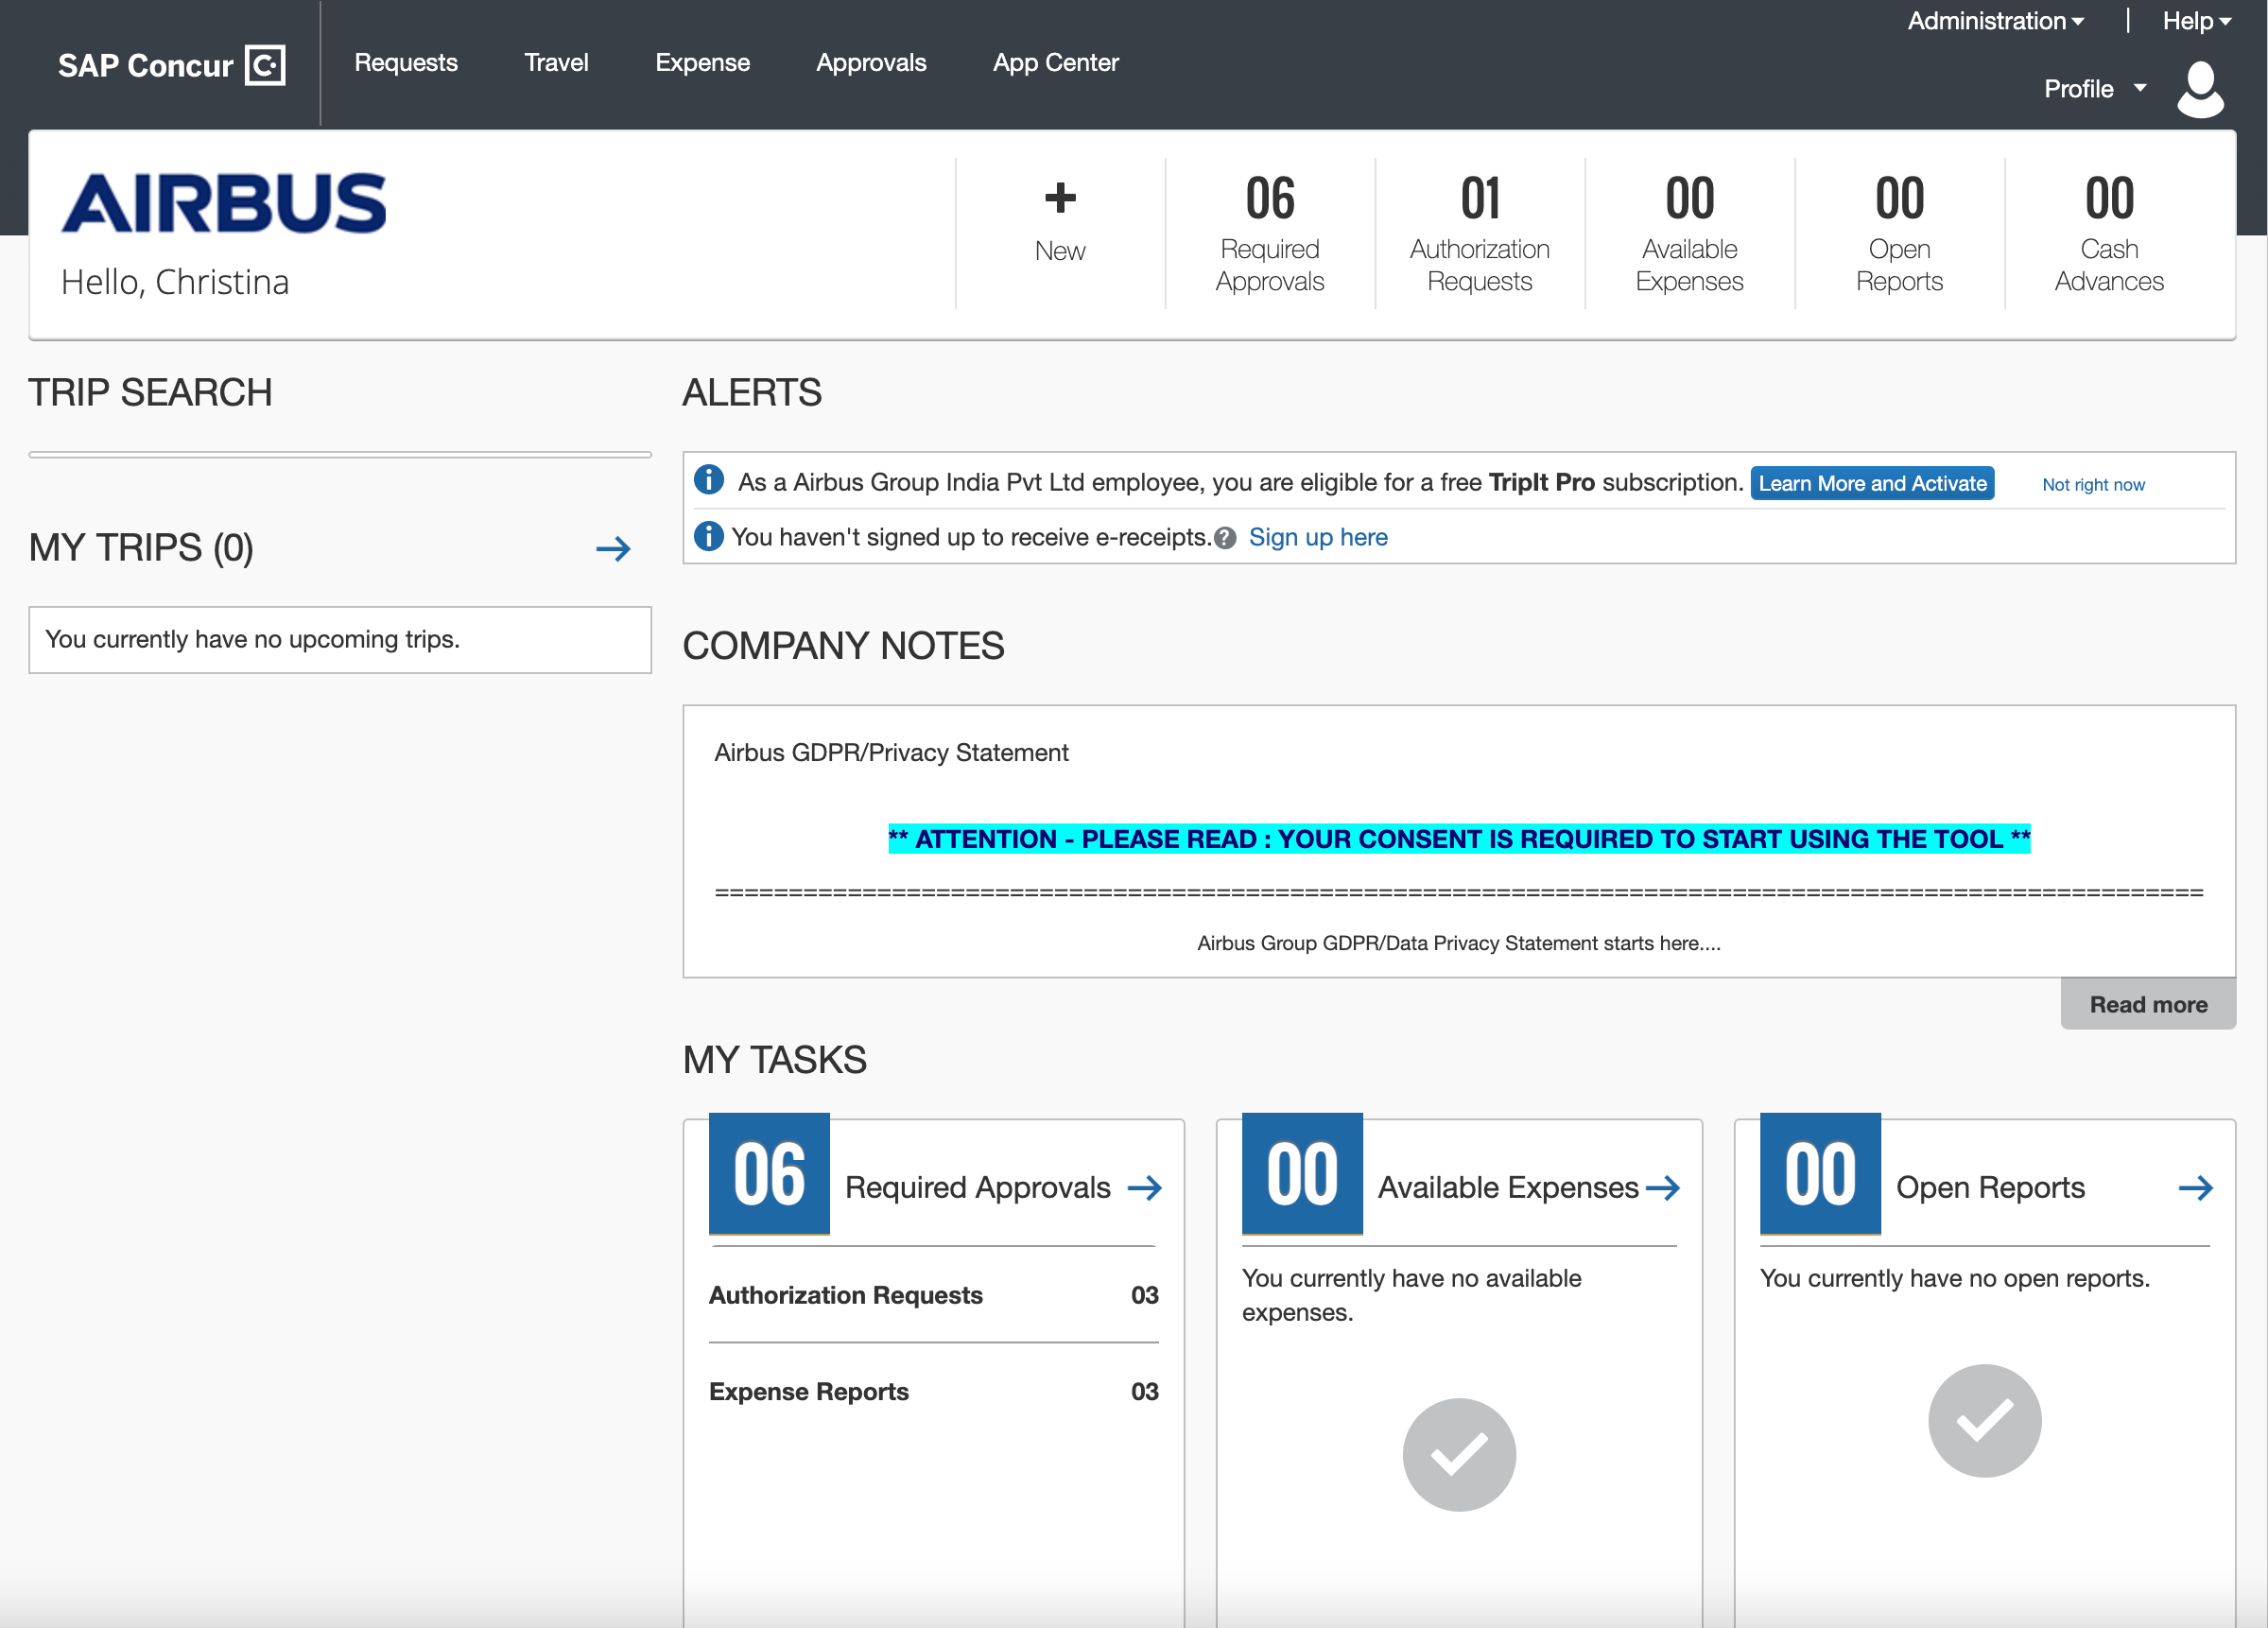 Administration
Help
SAP Concur C.
Requests
Travel
Expense
Approvals
App Center
Profile
AIRBUS
Hello, Christina
+
New
06
Required
Approvals
01
Authorization
Requests
00
Available
Expenses
00
Open
Reports
00
Cash
Advances
TRIP SEARCH
MY TRIPS (0)
You currently have no upcoming trips.
ALERTS
As a Airbus Group India Pvt Ltd employee, you are eligible for a free TripIt Pro subscription. Learn More and Activate Not right now
You haven't signed up to receive e-receipts. ? Sign up here
COMPANY NOTES
Airbus GDPR/Privacy Statement
** ATTENTION - PLEASE READ : YOUR CONSENT IS REQUIRED TO START USING THE TOOL **
=====================================================================================================
Airbus Group GDPR/Data Privacy Statement starts here....
Read more
MY TASKS
06 Required Approvals
Authorization Requests 03
Expense Reports 03
00 Available Expenses
You currently have no available
expenses.
00 Open Reports
You currently have no open reports.